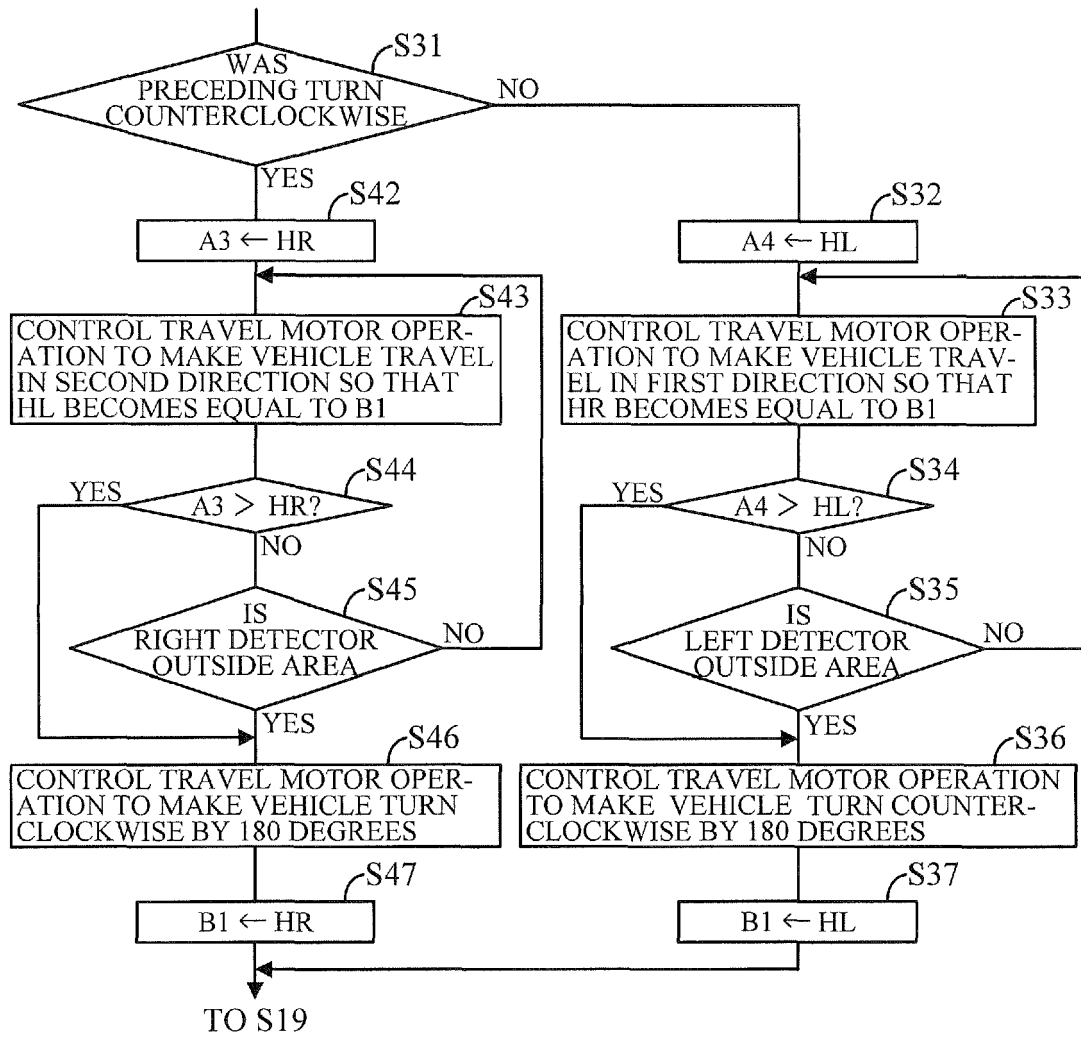 S31
WAS
PRECEDING TURN
COUNTERCLOCKWISE
NO
YES
S42
A3 ← HR
S43
CONTROL TRAVEL MOTOR OPER-
ATION TO MAKE VEHICLE TRAVEL
IN SECOND DIRECTION SO THAT
HL BECOMES EQUAL TO B1
S44
YES
A3 > HR?
NO
S45
IS
RIGHT DETECTOR
OUTSIDE AREA
NO
YES
S46
CONTROL TRAVEL MOTOR OPER-
ATION TO MAKE VEHICLE TURN
CLOCKWISE BY 180 DEGREES
S47
B1 ← HR
TO S19
S32
A4 ← HL
S33
CONTROL TRAVEL MOTOR OPER-
ATION TO MAKE VEHICLE TRAV-
EL IN FIRST DIRECTION SO THAT
HR BECOMES EQUAL TO B1
S34
YES
A4 > HL?
NO
S35
IS
LEFT DETECTOR
OUTSIDE AREA
NO
YES
S36
CONTROL TRAVEL MOTOR OPERATION
TO MAKE VEHICLE TURN COUNTER-
CLOCKWISE BY 180 DEGREES
S37
B1 ← HL